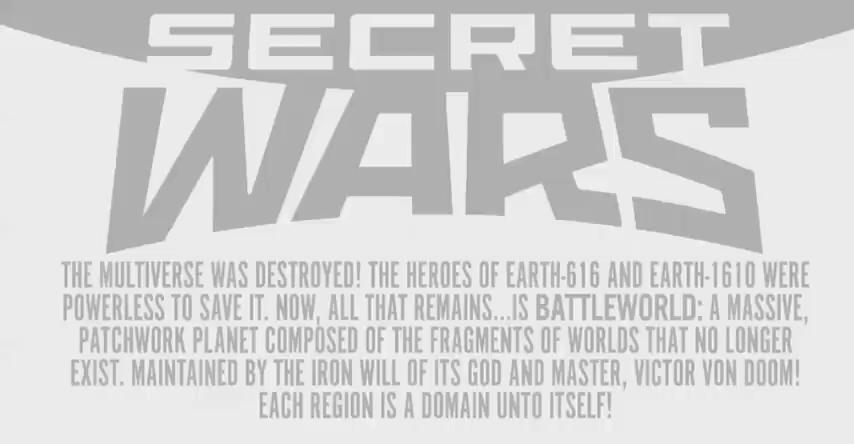 SECRET
WARS
THE MULTIVERSE WAS DESTROYED! THE HEROES OF EARTH-616 AND EARTH-1610 WERE
POWERLESS TO SAVE IT. NOW, ALL THAT REMAINS...IS BATTLEWORLD: A MASSIVE,
PATCHWORK PLANET COMPOSED OF THE FRAGMENTS OF WORLDS THAT NO LONGER
EXIST. MAINTAINED BY THE IRON WILL OF ITS GOD AND MASTER, VICTOR VON DOOM!
EACH REGION IS A DOMAIN UNTO ITSELF!